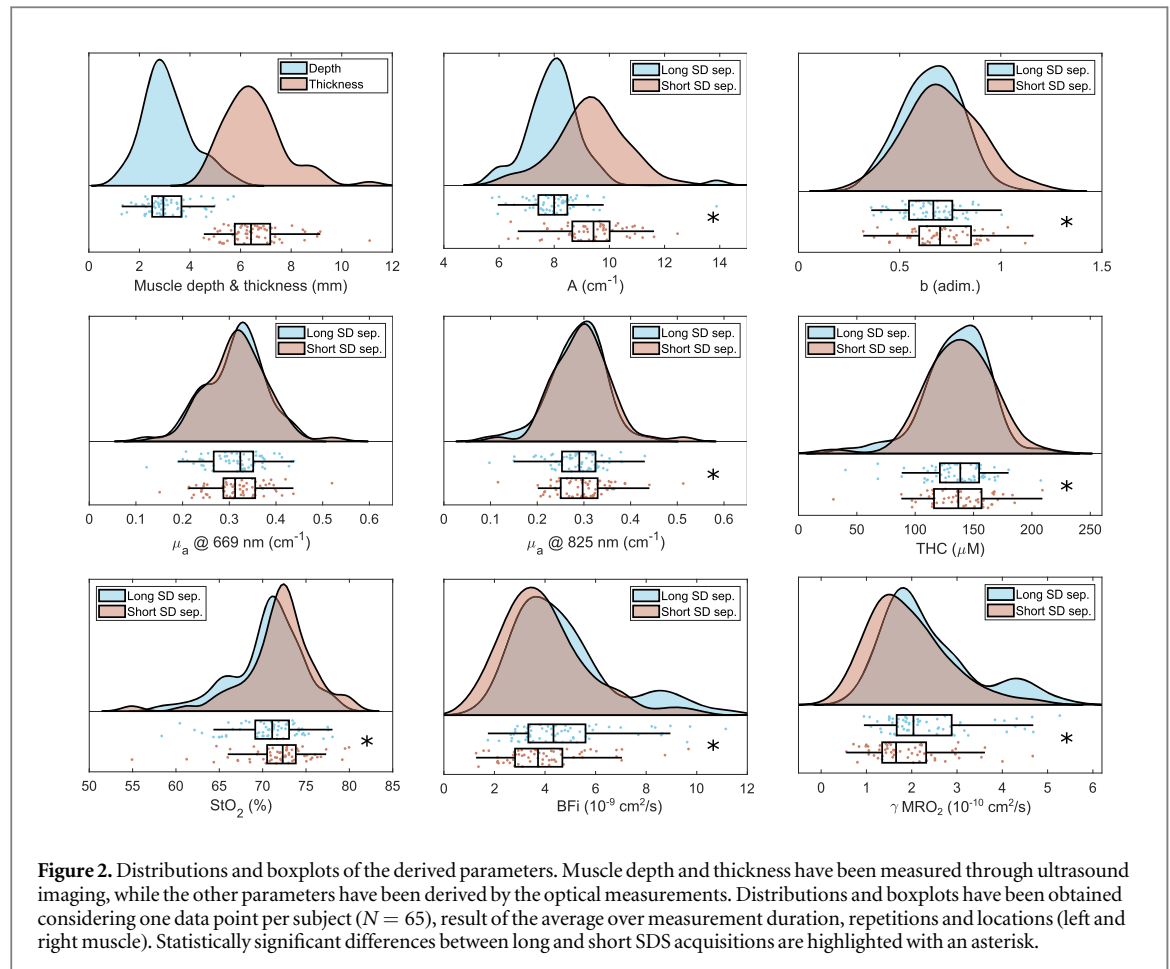 Depth
Thickness
0 2 4 6 8 10 12
Muscle depth & thickness (mm)
Long SD sep.
Short SD sep.
*
4 6 8 10 12 14
A (cm-1)
Long SD sep.
Short SD sep.
*
0 0.5 1 1.5
b (adim.)
Long SD sep.
Short SD sep.
0 0.1 0.2 0.3 0.4 0.5 0.6
μa @ 669 nm (cm-1)
Long SD sep.
Short SD sep.
*
0 0.1 0.2 0.3 0.4 0.5 0.6
μa @ 825 nm (cm-1)
Long SD sep.
Short SD sep.
*
0 50 100 150 200 250
THC (μM)
Long SD sep.
Short SD sep.
*
50 55 60 65 70 75 80 85
StO2 (%)
Long SD sep.
Short SD sep.
*
0 2 4 6 8 10 12
BFi (10-9 cm2/s)
Long SD sep.
Short SD sep.
*
0 1 2 3 4 5 6
γ MRO2 (10-10 cm2/s)
Figure 2. Distributions and boxplots of the derived parameters. Muscle depth and thickness have been measured through ultrasound
imaging, while the other parameters have been derived by the optical measurements. Distributions and boxplots have been obtained
considering one data point per subject (N = 65), result of the average over measurement duration, repetitions and locations (left and
right muscle). Statistically significant differences between long and short SDS acquisitions are highlighted with an asterisk.